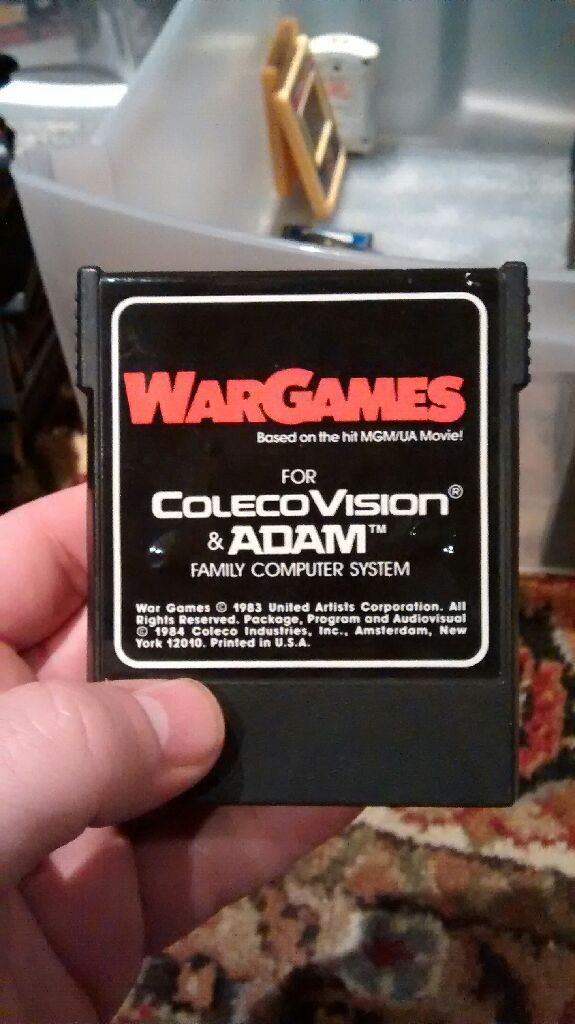 WARGAMES
Based on the hit MGM/UA Movie!
FOR
COLECOVISION®
& ADAM™
FAMILY COMPUTER SYSTEM
War Games © 1983 United Artists Corporation. All
Rights Reserved. Package, Program and Audiovisual
© 1984 Coleco Industries, Inc., Amsterdam, New
York 12010. Printed in U.S.A.